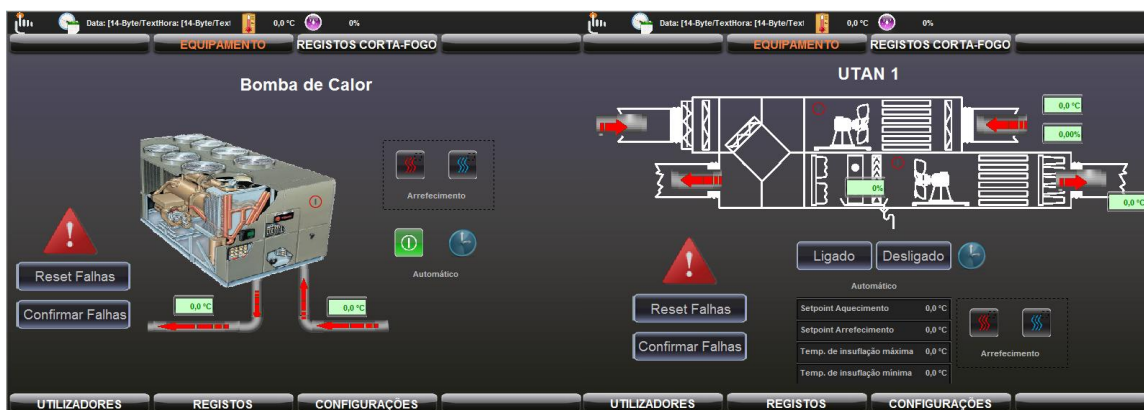 Data: [14-Byte/TextHora: [14-Byte/Text 0,0 °C 0%
EQUIPAMENTO REGISTOS CORTA-FOGO
Bomba de Calor
Arrefecimento
Automático
Reset Falhas
Confirmar Falhas
0,0 °C 0,0 °C
UTILIZADORES REGISTOS CONFIGURAÇÕES
Data: [14-Byte/TextHora: [14-Byte/Text 0,0 °C 0%
EQUIPAMENTO REGISTOS CORTA-FOGO
UTAN 1
0,0 °C
0,00%
0%
0,0 °C
Ligado Desligado
Automático
Reset Falhas
Confirmar Falhas
Setpoint Aquecimento 0,0 °C
Setpoint Arrefecimento 0,0 °C
Temp. de insuflação máxima 0,0 °C
Temp. de insuflação mínima 0,0 °C
Arrefecimento
UTILIZADORES REGISTOS CONFIGURAÇÕES